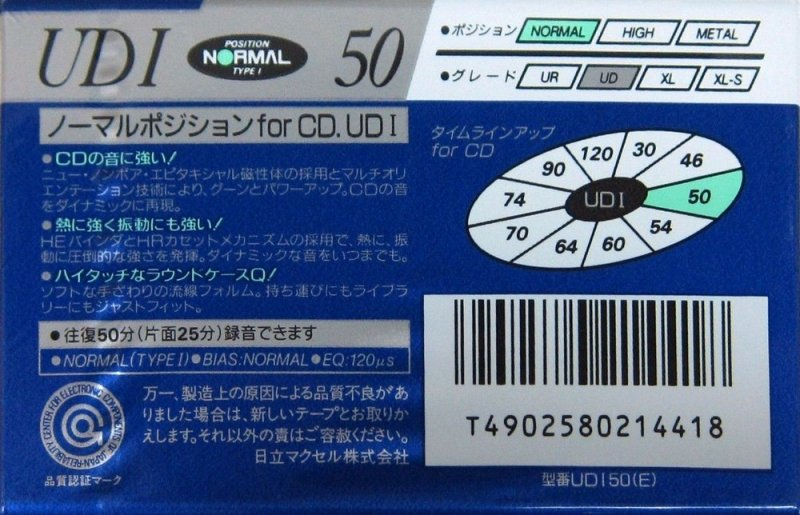 UDI POSITION NORMAL TYPE I 50
●ポジション NORMAL HIGH METAL
●グレード UR UD XL XL-S
ノーマルポジション for CD. UDI
●CDの音に強い!
ニュー・ノンポア・エピタキシャル磁性体の採用とマルチオリ
エンテーション技術により、グーンとパワーアップ。CDの音
をダイナミックに再現。
●熱に強く振動にも強い!
HEバインダとHRカセットメカニズムの採用で、熱に、振
動に圧倒的な強さを発揮。ダイナミックな音をいつまでも。
●ハイタッチなラウンドケースQ!
ソフトな手ざわりの流線フォルム。持ち運びにもライブラ
リーにもジャストフィット。
●往復50分(片面25分)録音できます
●NORMAL(TYPE I)●BIAS:NORMAL●EQ:120μs
RELIABILITY CENTER FOR ELECTRONIC COMPONENTS OF JAPAN
品質認証マーク
万一、製造上の原因による品質不良があ
りました場合は、新しいテープとお取りか
えします。それ以外の責はご容赦ください。
日立マクセル株式会社
タイムラインアップ
for CD
UDI
30
46
50
54
60
64
70
74
90
120
T4902580214418
型番UDI50(E)